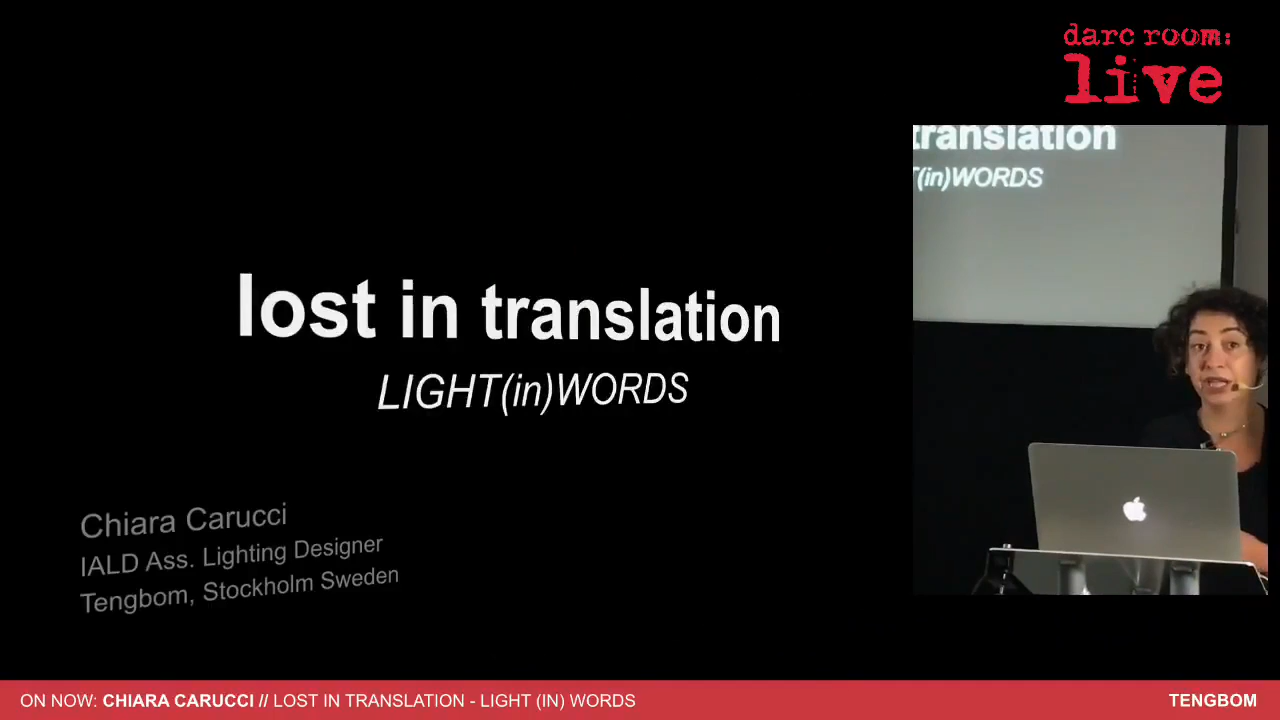 darc room:
live
translation
(in)WORDS
lost in translation
LIGHT(in)WORDS
Chiara Carucci
IALD Ass. Lighting Designer
Tengbom, Stockholm Sweden
ON NOW: CHIARA CARUCCI // LOST IN TRANSLATION - LIGHT (IN) WORDS
TENGBOM